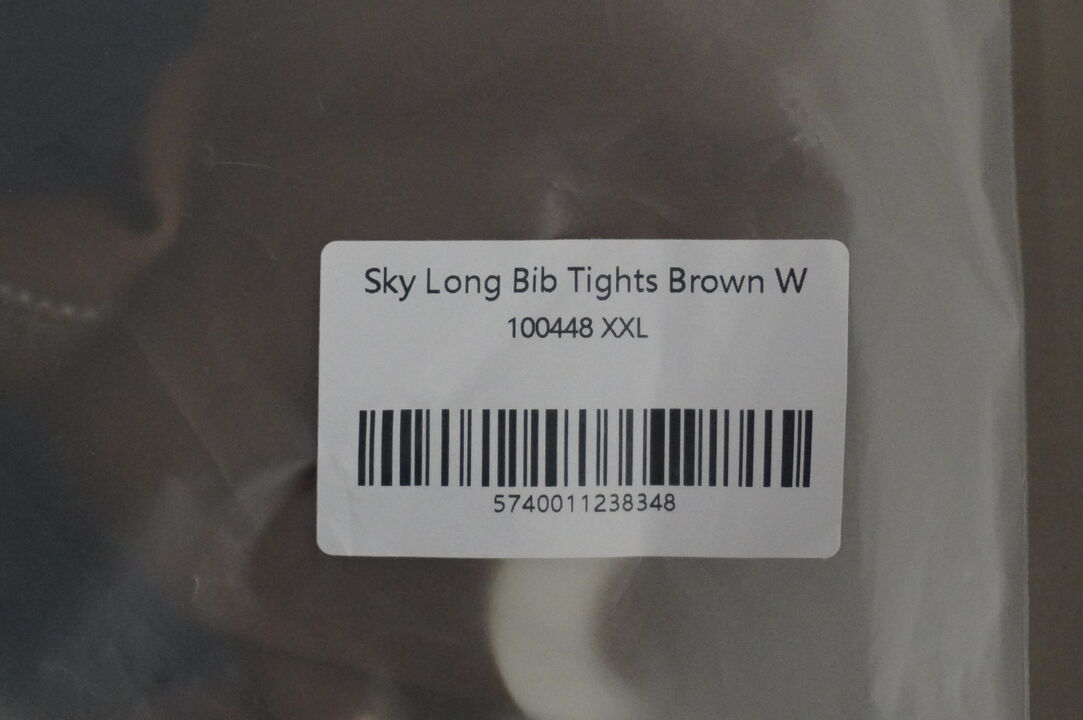 Sky Long Bib Tights Brown W
100448 XXL
5740011238348